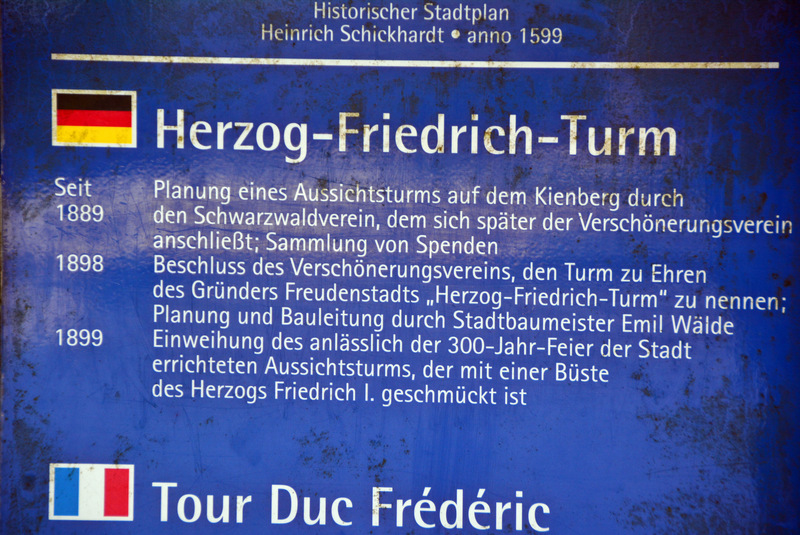 Historischer Stadtplan
Heinrich Schickhardt • anno 1599
Herzog-Friedrich-Turm
Seit Planung eines Aussichtsturms auf dem Kienberg durch
1889 den Schwarzwaldverein, dem sich später der Verschönerungsverein
anschließt; Sammlung von Spenden
1898 Beschluss des Verschönerungsvereins, den Turm zu Ehren
des Gründers Freudenstadts „Herzog-Friedrich-Turm“ zu nennen;
Planung und Bauleitung durch Stadtbaumeister Emil Wälde
1899 Einweihung des anlässlich der 300-Jahr-Feier der Stadt
errichteten Aussichtsturms, der mit einer Büste
des Herzogs Friedrich I. geschmückt ist
Tour Duc Frédéric